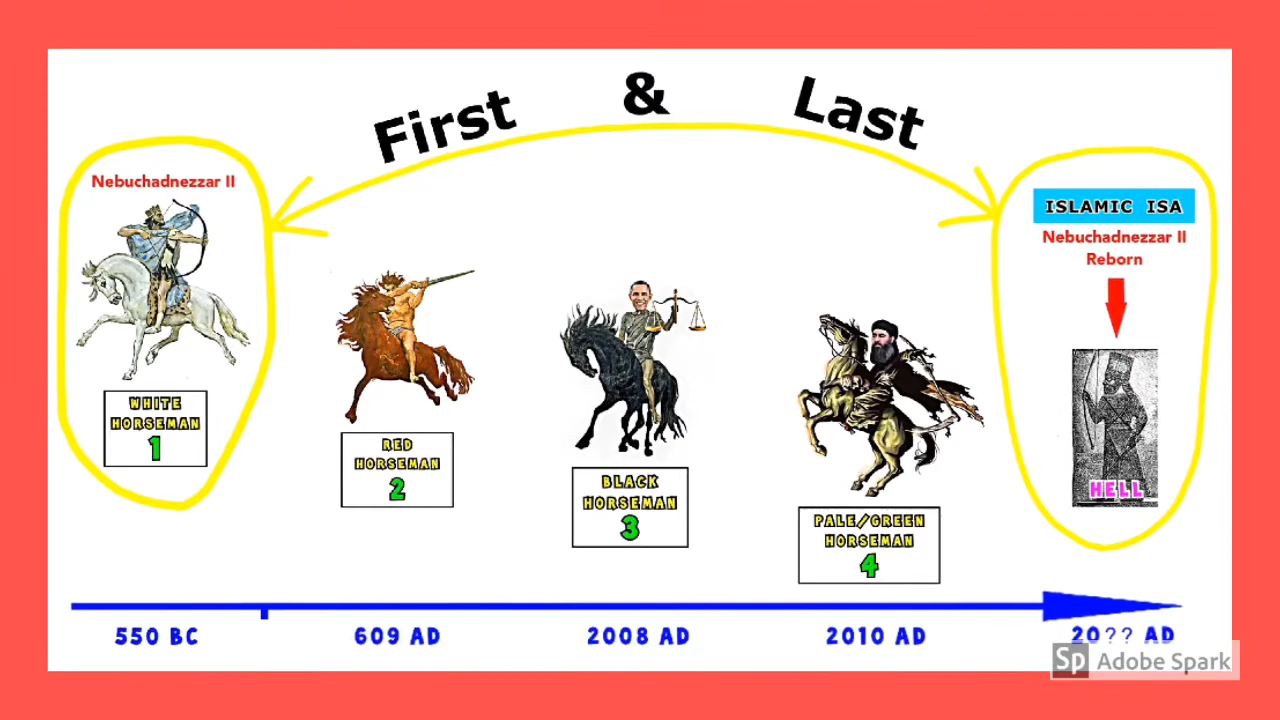 First & Last
Nebuchadnezzar II
ISLAMIC ISA
Nebuchadnezzar II
Reborn
WHITE
HORSEMAN
1
RED
HORSEMAN
2
BLACK
HORSEMAN
3
PALE/GREEN
HORSEMAN
4
HELL
550 BC
609 AD
2008 AD
2010 AD
20?? AD
Sp Adobe Spark